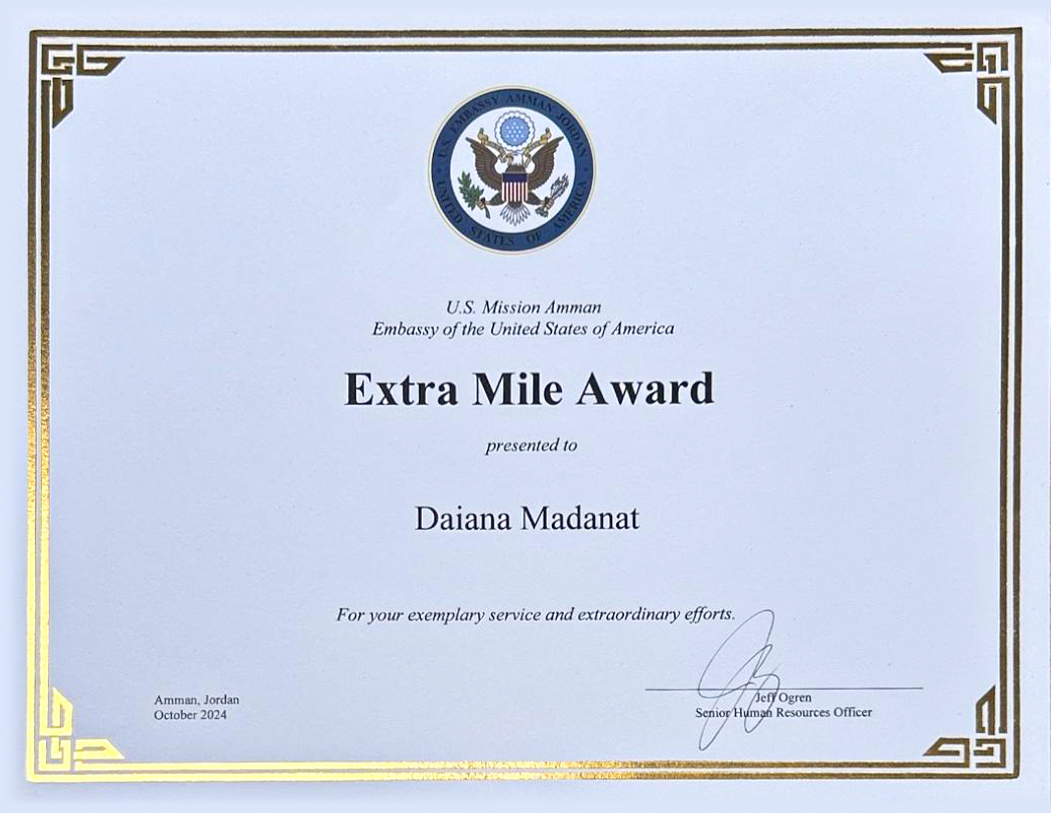 U.S. EMBASSY AMMAN JORDAN
UNITED STATES OF AMERICA
U.S. Mission Amman
Embassy of the United States of America
Extra Mile Award
presented to
Daiana Madanat
For your exemplary service and extraordinary efforts.
Amman, Jordan
October 2024
Jeff Ogren
Senior Human Resources Officer